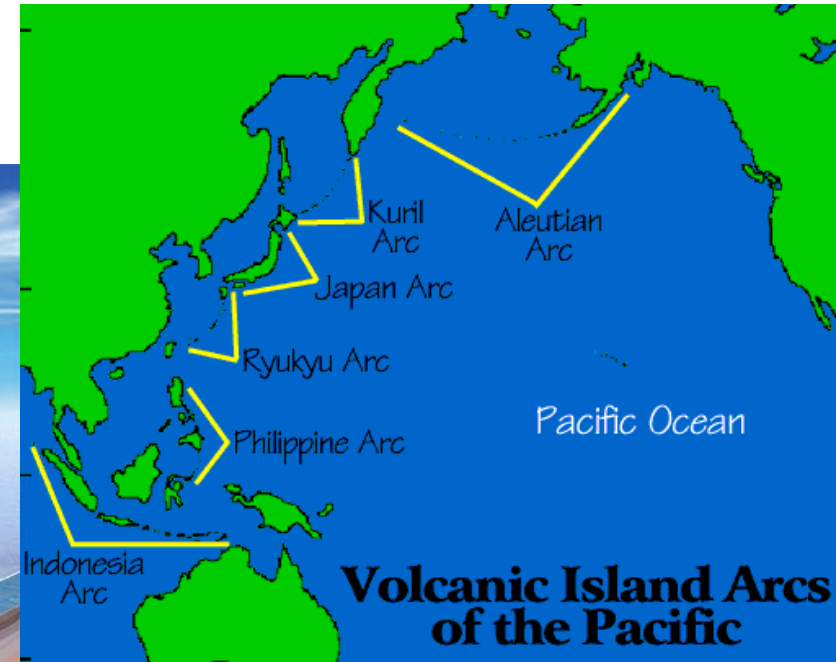 Kuril
Arc
Aleutian
Arc
Japan Arc
Ryukyu Arc
Pacific Ocean
Philippine Arc
Indonesia
Arc
Volcanic Island Arcs
of the Pacific